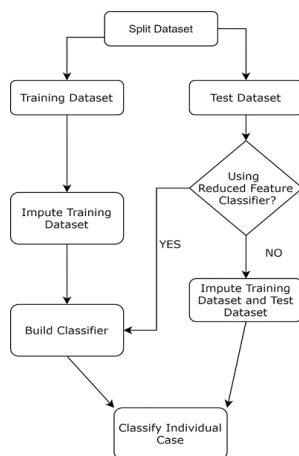 Split Dataset
Training Dataset
Test Dataset
Using
Reduced Feature
Classifier?
Impute Training
Dataset
YES
NO
Impute Training
Dataset and Test
Dataset
Build Classifier
Classify Individual
Case